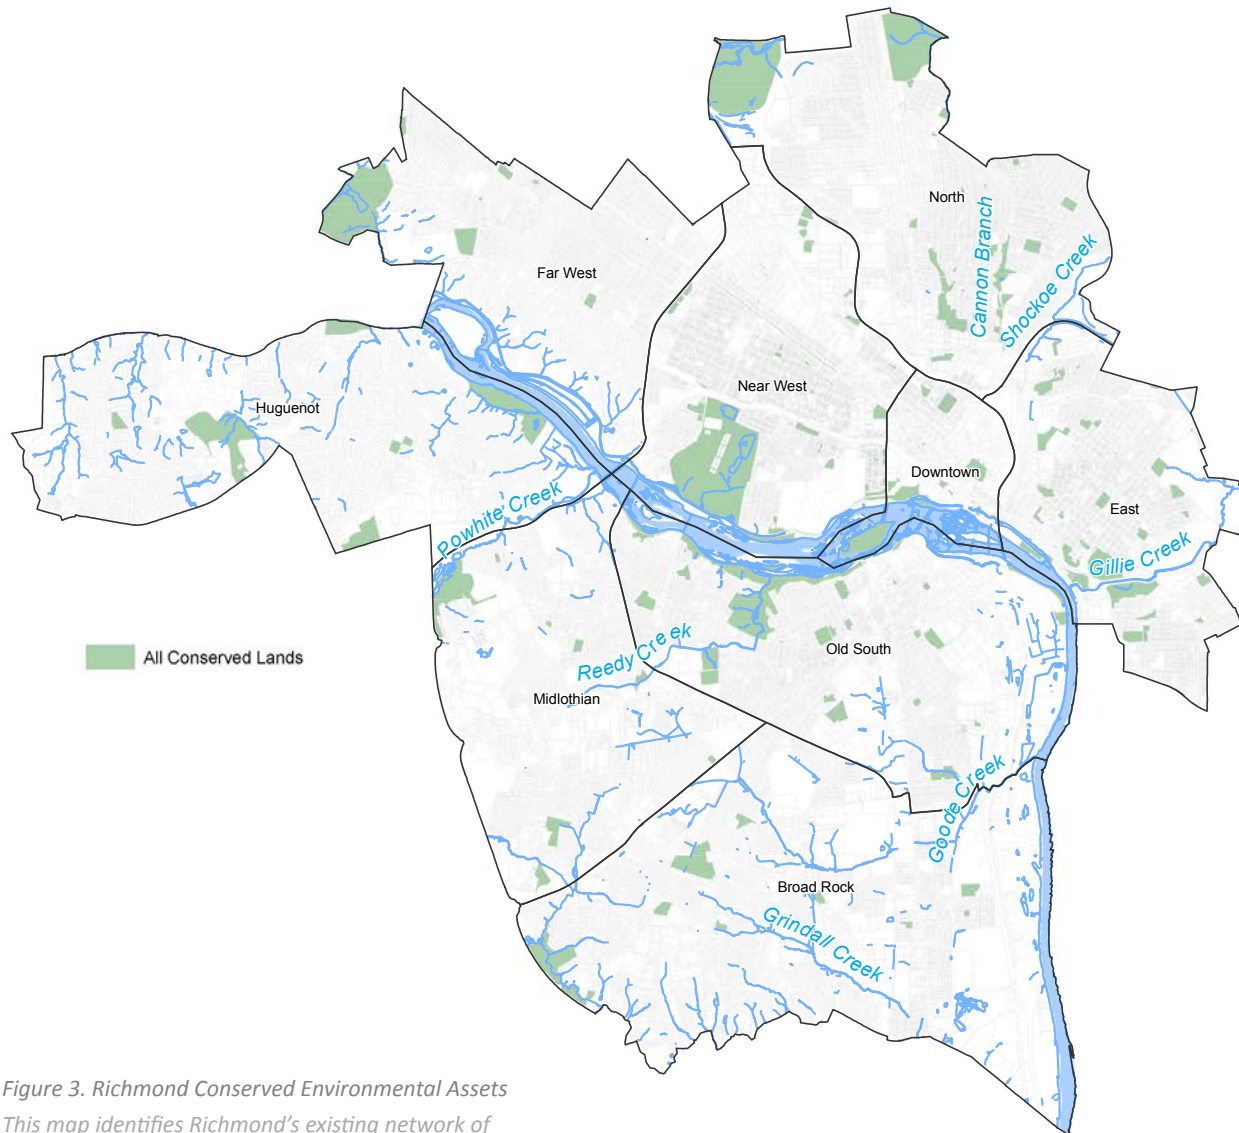 North
Cannon Branch
Shockoe Creek
Far West
Near West
Huguenot
Downtown
East
Powhite Creek
Gillie Creek
Reedy Creek
Old South
All Conserved Lands
Midlothian
Goode Creek
Broad Rock
Grindall Creek
Figure 3. Richmond Conserved Environmental Assets
This map identifies Richmond's existing network of